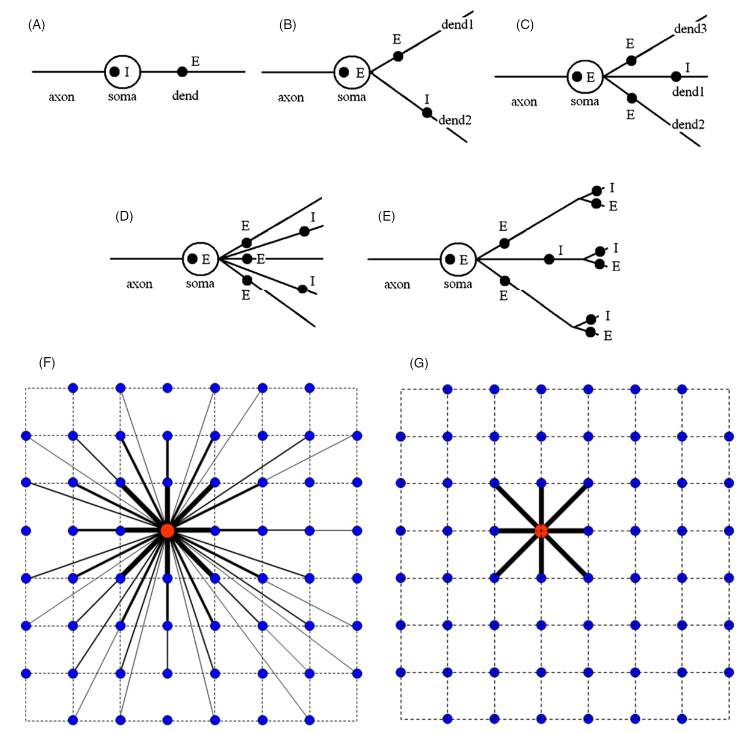 (A)
E
I
axon soma dend
(B)
dend1
E
E
axon soma
I
dend2
(C)
dend3
E
E
I
axon soma
dend1
E
dend2
(D)
E
I
E
E
axon
soma
E
I
(E)
E
I
E
E
I
I
E
axon
soma
E
I
E
(F)
(G)